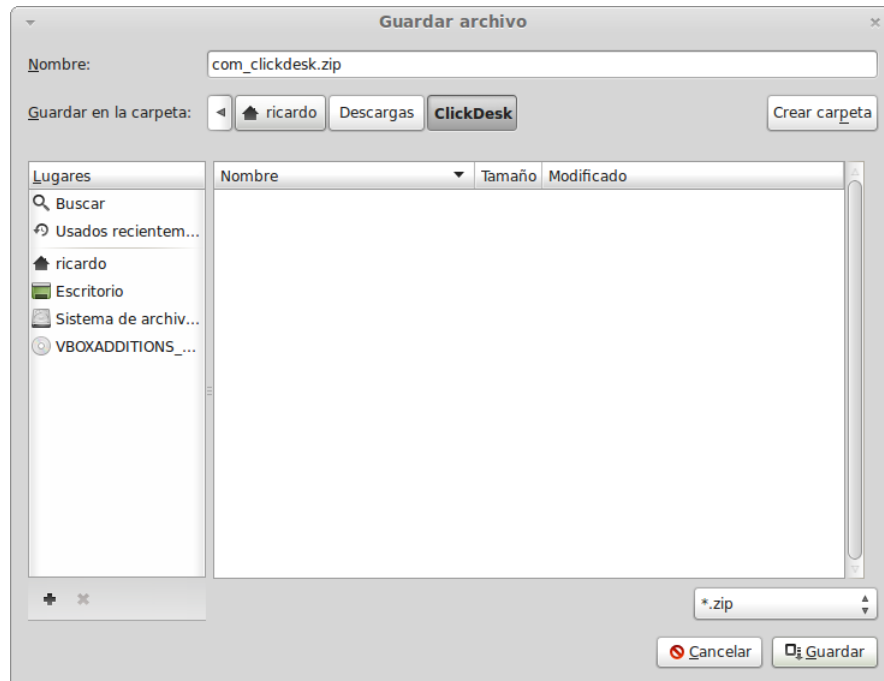 Guardar archivo
Nombre: com_clickdesk.zip
Guardar en la carpeta: ricardo Descargas ClickDesk Crear carpeta
Lugares Nombre Tamaño Modificado
Buscar
Usados recientem...
ricardo
Escritorio
Sistema de archiv...
VBOXADDITIONS_...
*.zip
Cancelar Guardar